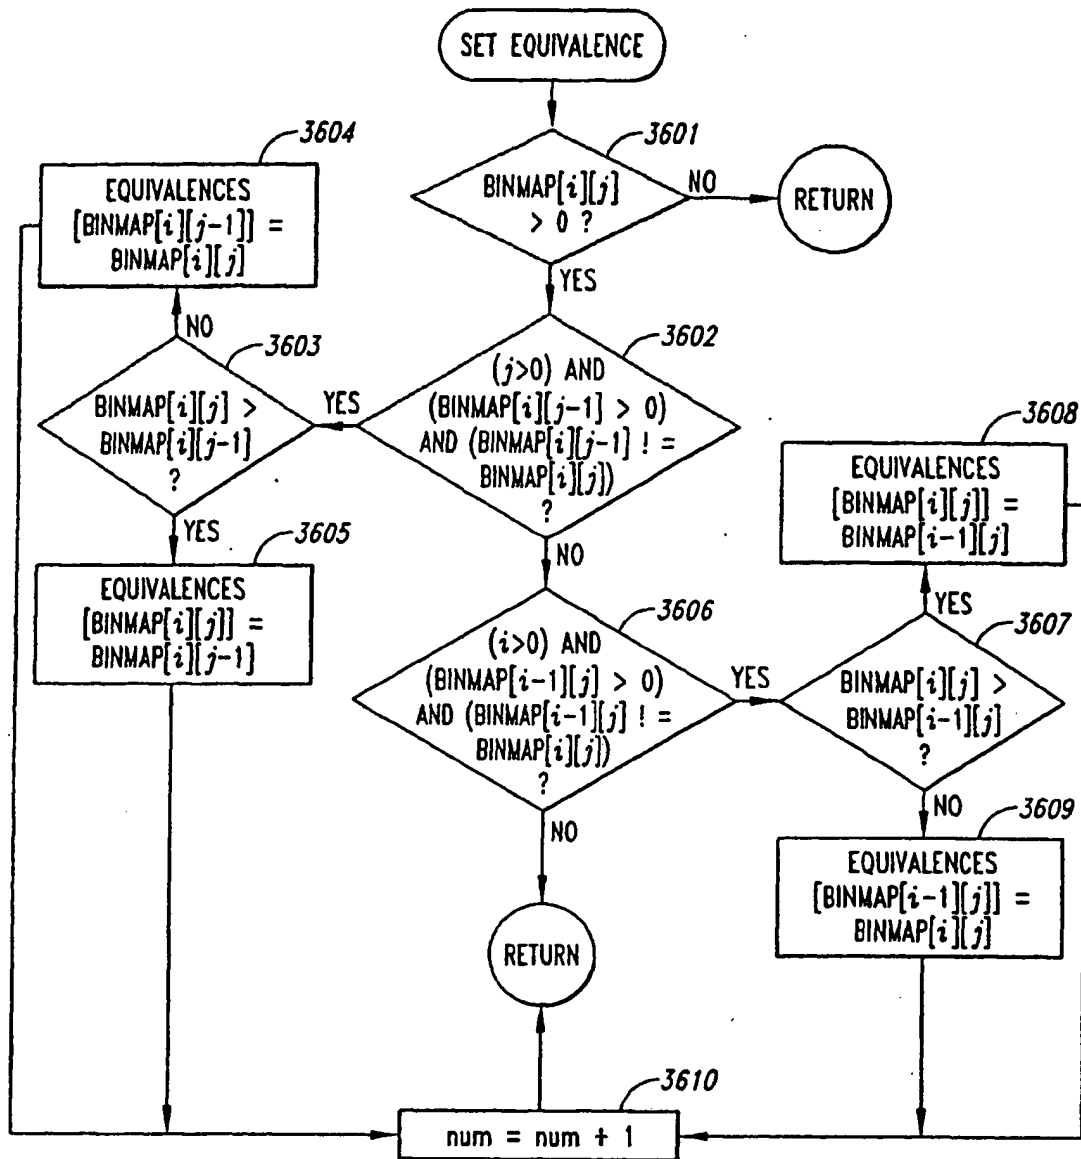 SET EQUIVALENCE
3601
BINMAP[i][j]
> 0 ?
NO
RETURN
YES
3604
EQUIVALENCES
[BINMAP[i][j-1]] =
BINMAP[i][j]
NO
3603
BINMAP[i][j] >
BINMAP[i][j-1]
?
YES
YES
3602
(j>0) AND
(BINMAP[i][j-1] > 0)
AND (BINMAP[i][j-1] ! =
BINMAP[i][j])
?
NO
3605
EQUIVALENCES
[BINMAP[i][j]] =
BINMAP[i][j-1]
3606
(i>0) AND
(BINMAP[i-1][j] > 0)
AND (BINMAP[i-1][j] ! =
BINMAP[i][j])
?
YES
NO
3608
EQUIVALENCES
[BINMAP[i][j]] =
BINMAP[i-1][j]
YES
3607
BINMAP[i][j] >
BINMAP[i-1][j]
?
NO
3609
EQUIVALENCES
[BINMAP[i-1][j]] =
BINMAP[i][j]
RETURN
3610
num = num + 1